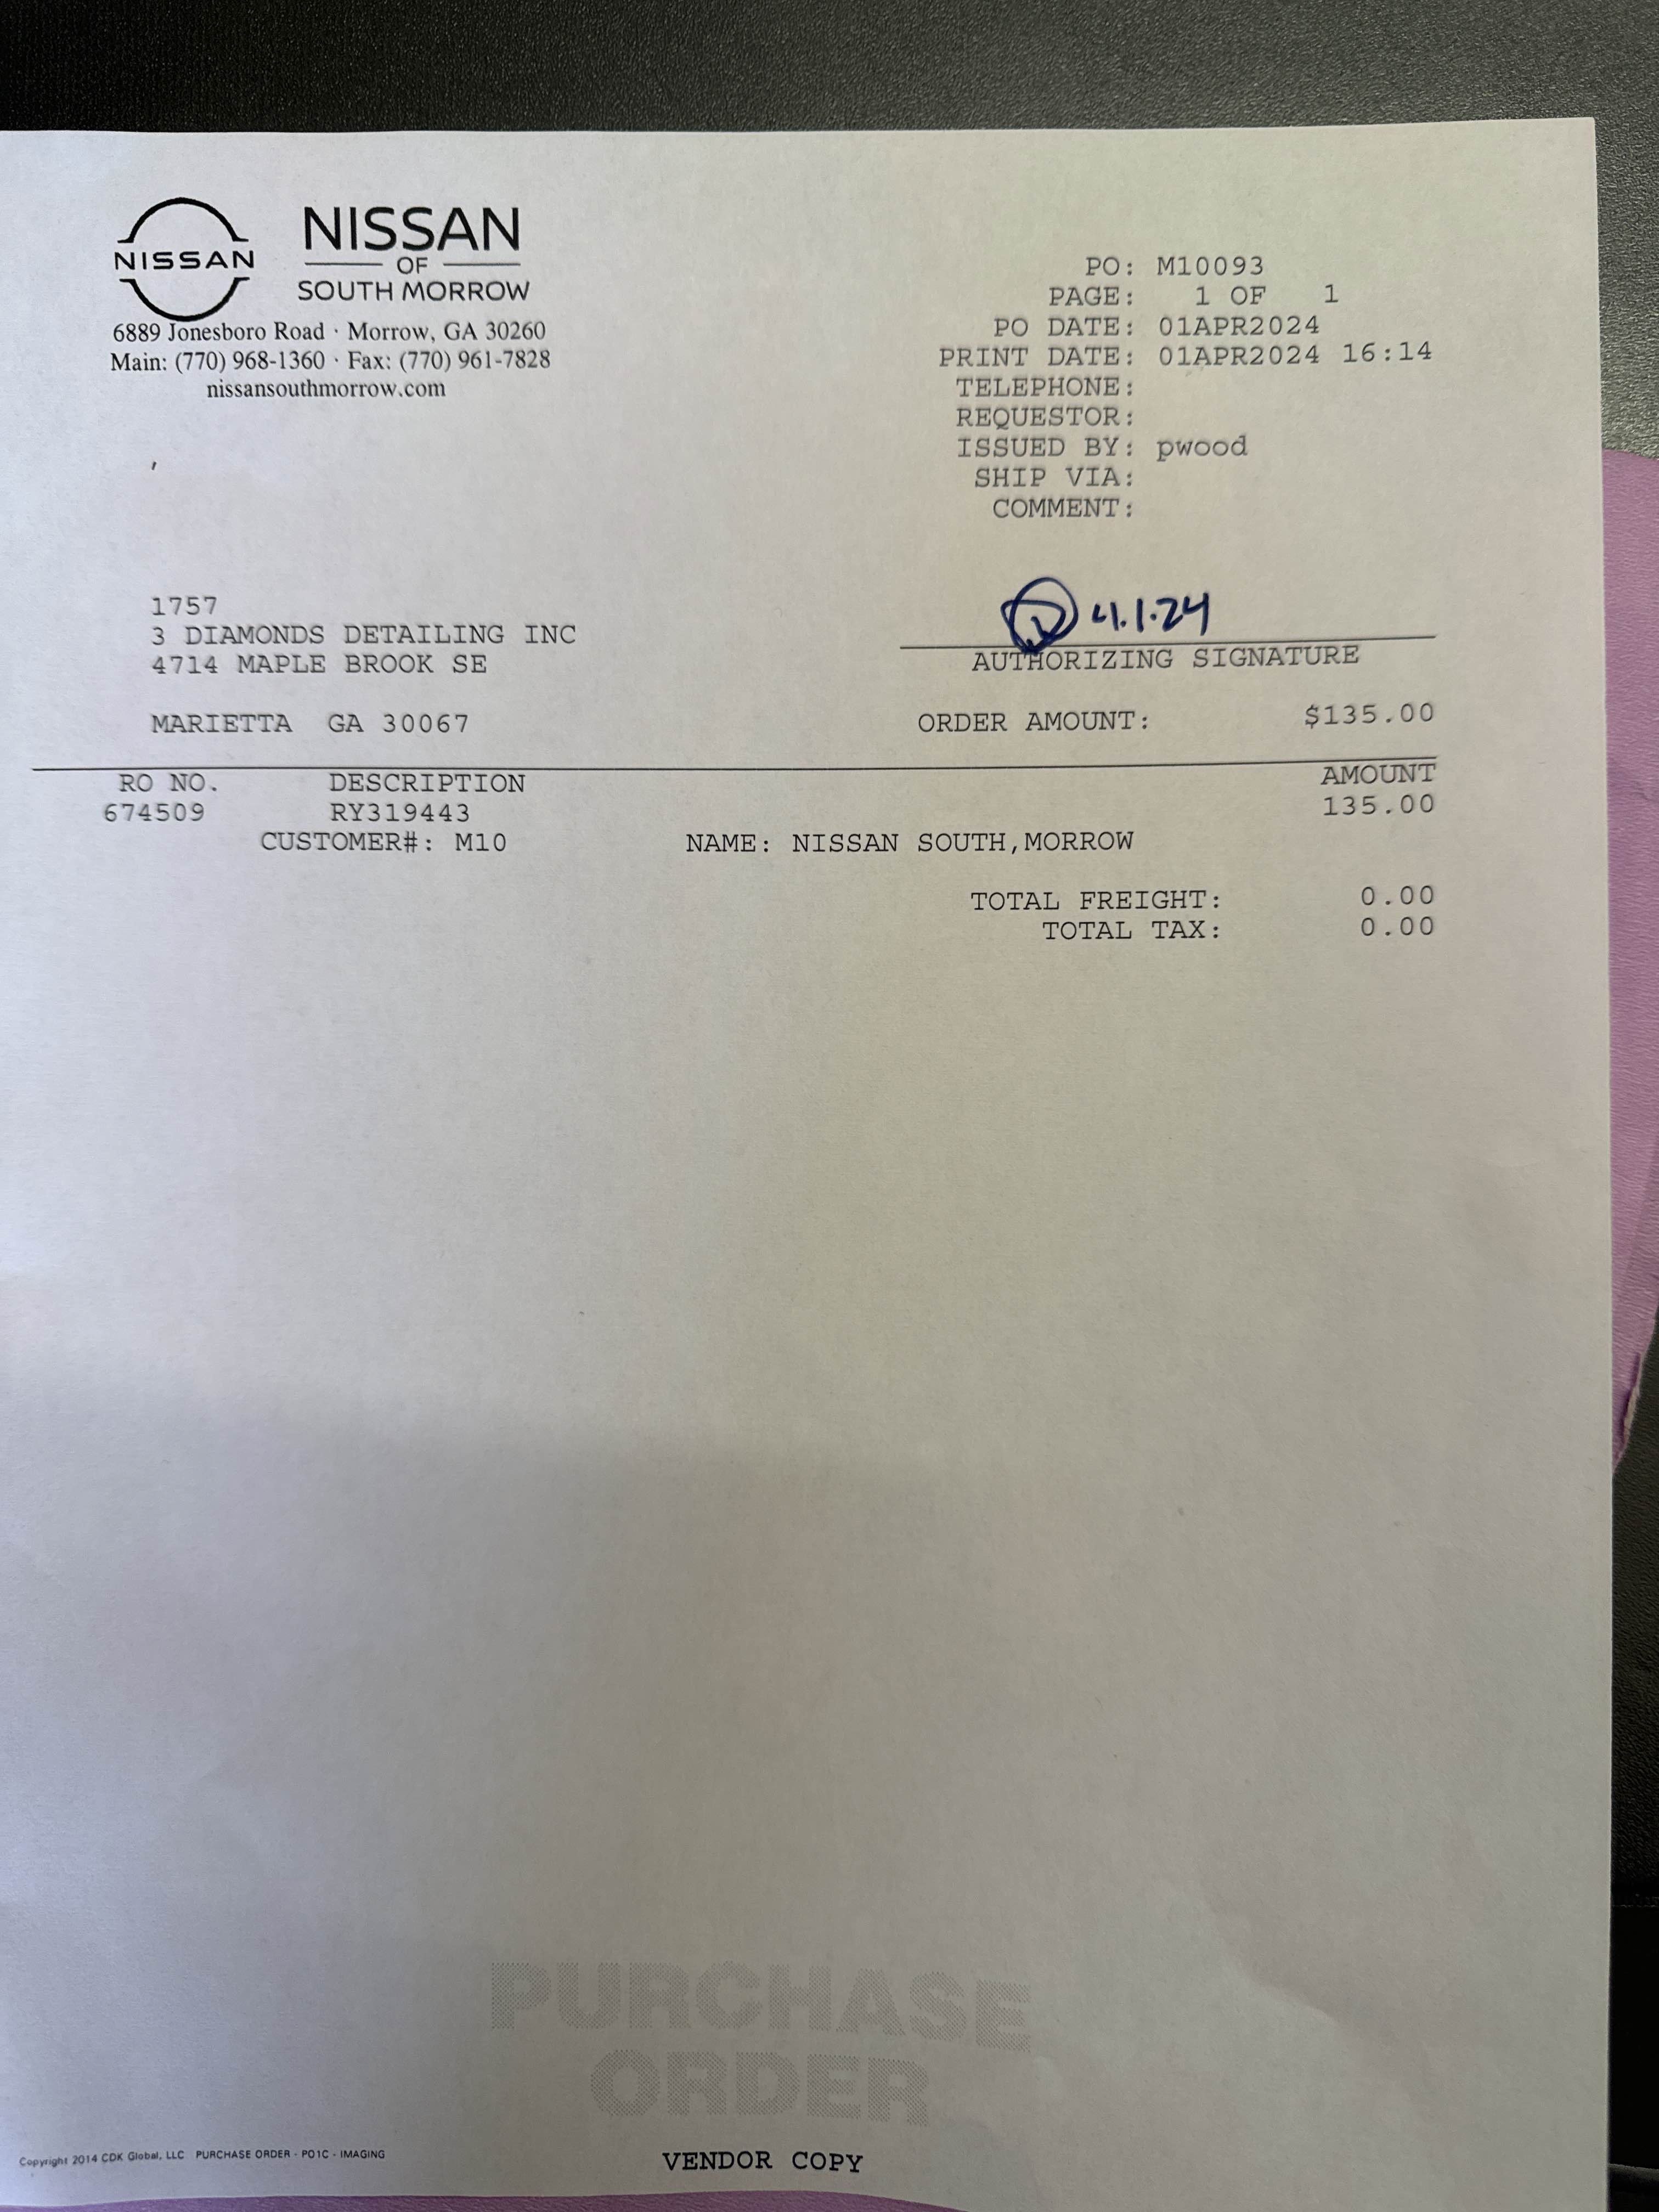 NISSAN
NISSAN
OF
SOUTH MORROW
6889 Jonesboro Road · Morrow, GA 30260
Main: (770) 968-1360 · Fax: (770) 961-7828
nissansouthmorrow.com
PO: M10093
PAGE: 1 OF 1
PO DATE: 01APR2024
PRINT DATE: 01APR2024 16:14
TELEPHONE:
REQUESTOR:
ISSUED BY: pwood
SHIP VIA:
COMMENT:
,
1757
3 DIAMONDS DETAILING INC
4714 MAPLE BROOK SE
MARIETTA GA 30067
4.1.24
AUTHORIZING SIGNATURE
ORDER AMOUNT: $135.00
RO NO. DESCRIPTION AMOUNT
674509 RY319443 135.00
CUSTOMER#: M10 NAME: NISSAN SOUTH,MORROW
TOTAL FREIGHT: 0.00
TOTAL TAX: 0.00
PURCHASE
ORDER
Copyright 2014 CDK Global, LLC PURCHASE ORDER - PO1C - IMAGING
VENDOR COPY